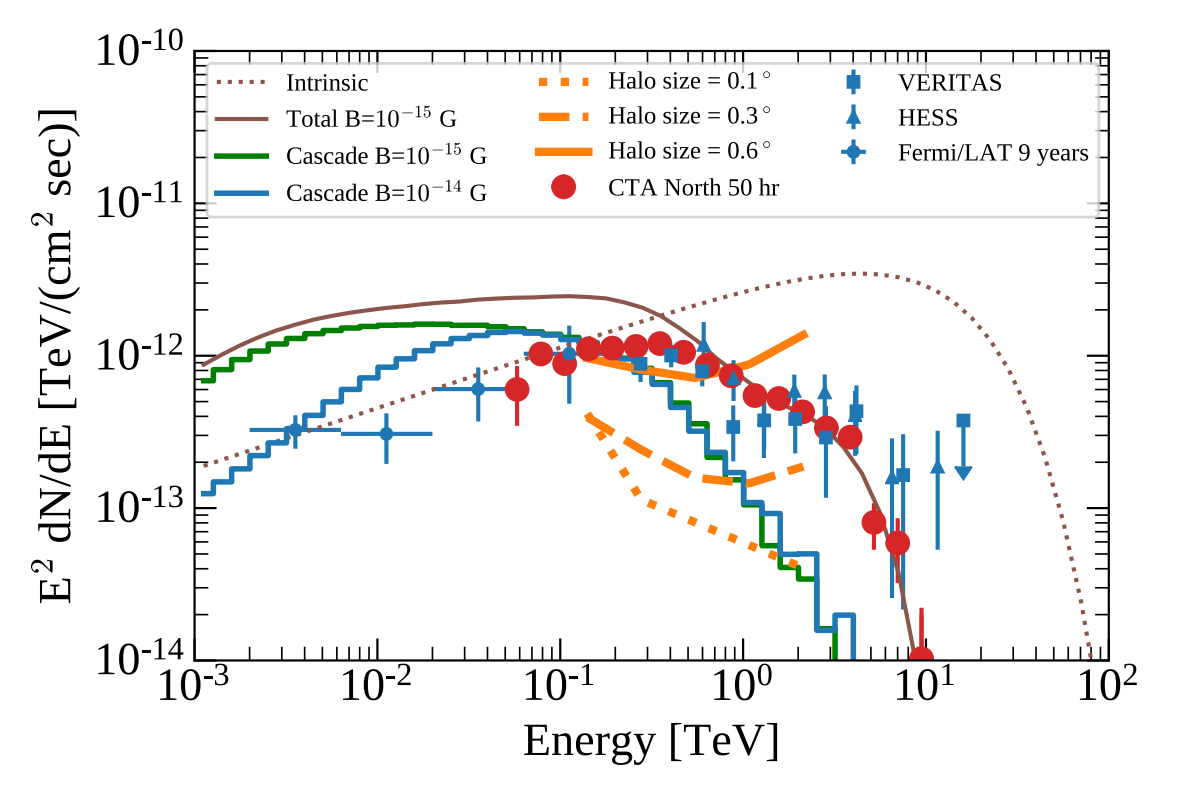 10⁻¹⁰
10⁻¹¹
10⁻¹²
10⁻¹³
10⁻¹⁴
E² dN/dE [TeV/(cm² sec)]
Intrinsic
Total B=10⁻¹⁵ G
Cascade B=10⁻¹⁵ G
Cascade B=10⁻¹⁴ G
Halo size = 0.1°
Halo size = 0.3°
Halo size = 0.6°
CTA North 50 hr
VERITAS
HESS
Fermi/LAT 9 years
10⁻³ 10⁻² 10⁻¹ 10⁰ 10¹ 10²
Energy [TeV]